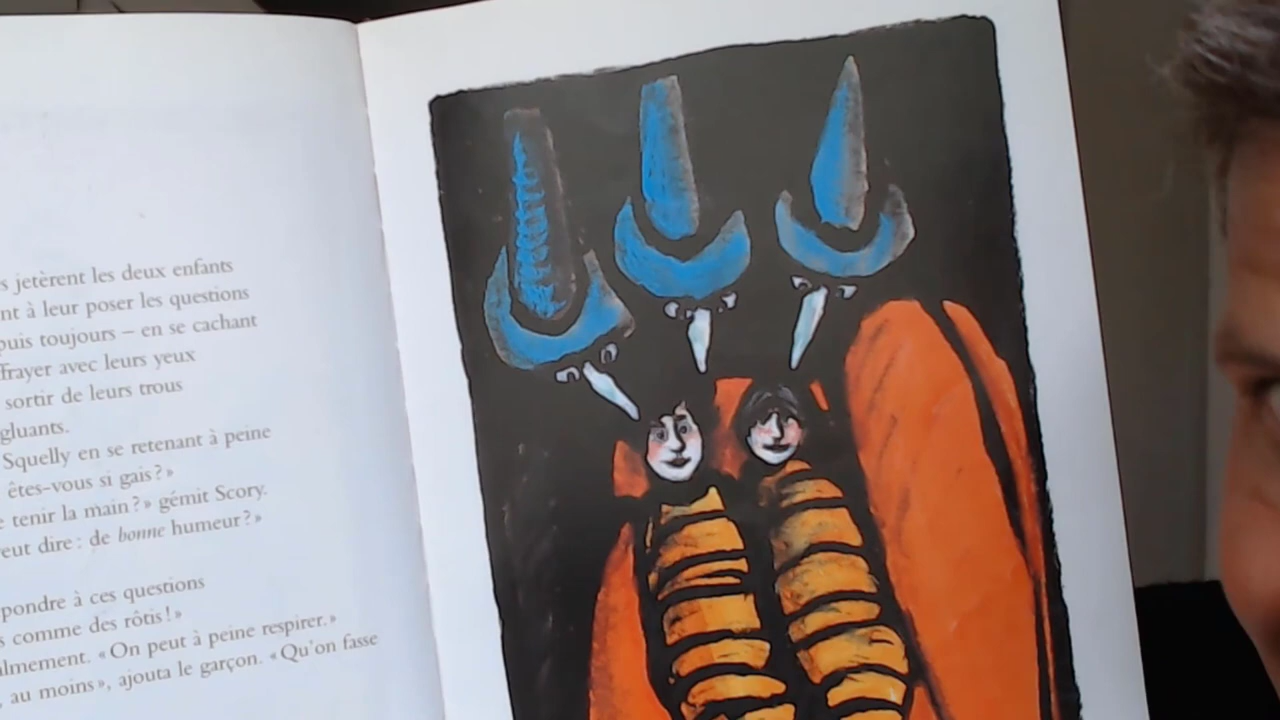 s jetèrent les deux enfants
nt à leur poser les questions
puis toujours – en se cachant
ffrayer avec leurs yeux
sortir de leurs trous
gluants.
Squelly en se retenant à peine
êtes-vous si gais ? »
e tenir la main ? » gémit Scory.
eut dire : de bonne humeur ? »
pondre à ces questions
s comme des rôtis ! »
almement. « On peut à peine respirer. »
, au moins », ajouta le garçon. « Qu'on fasse